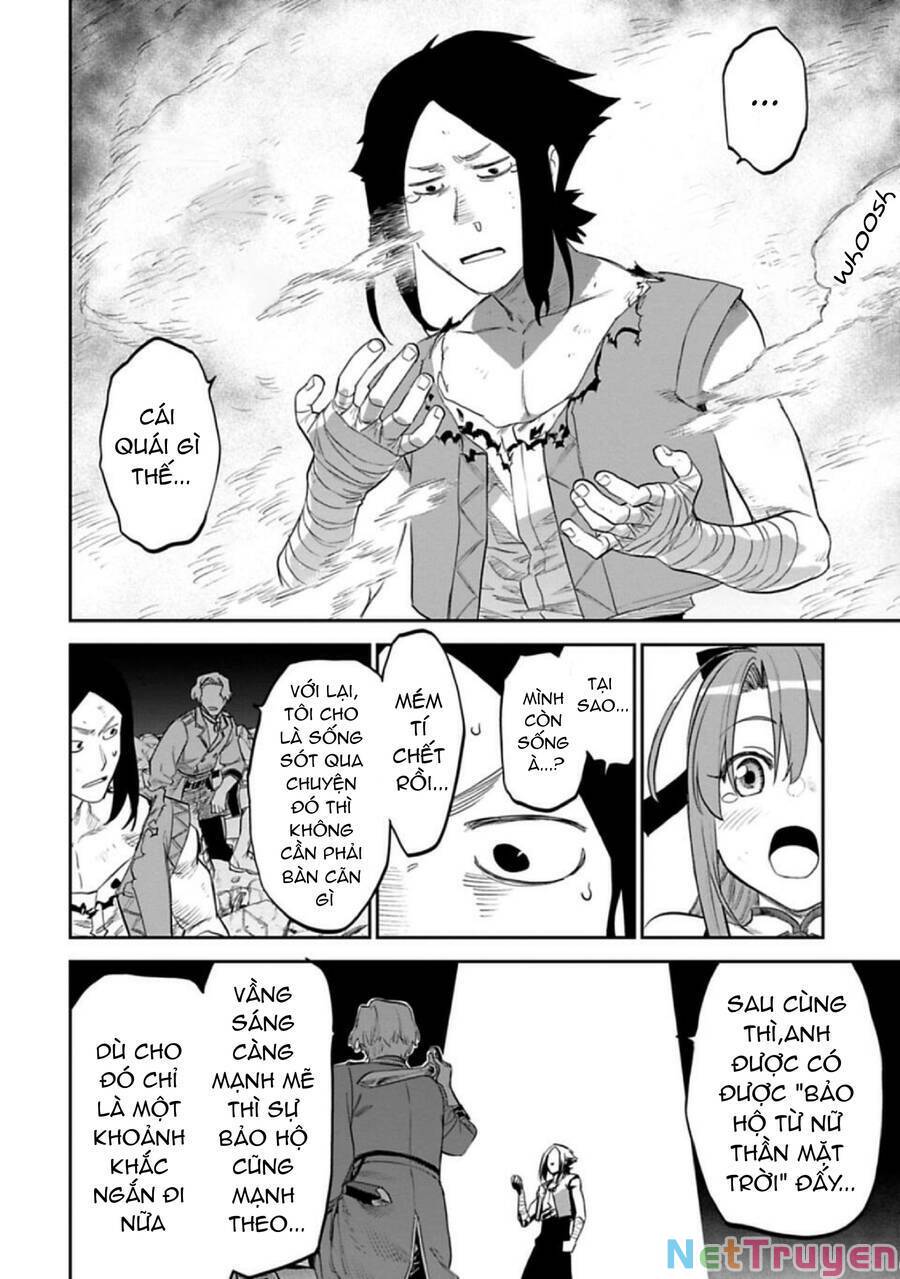 ...
WHOOSH
CÁI
QUÁI GÌ
THẾ...
TẠI
SAO...
MÌNH
CÒN
SỐNG
À...?
MÉM
TÍ
CHẾT
RỒI...
VỚI LẠI,
TÔI CHO
LÀ SỐNG
SÓT QUA
CHUYỆN
ĐÓ THÌ
KHÔNG
CẦN PHẢI
BÀN CĂN
GÌ
SAU CÙNG
THÌ,ANH
ĐƯỢC CÓ
ĐƯỢC "BẢO
HỘ TỪ NỮ
THẦN MẶT
TRỜI" ĐẤY...
VẦNG
SÁNG
CÀNG
MẠNH MẼ
THÌ SỰ
BẢO HỘ
CŨNG
MẠNH
THEO...
DÙ CHO
ĐÓ CHỈ
LÀ MỘT
KHOẢNH
KHẮC
NGẮN ĐI
NỮA
NetTruyen